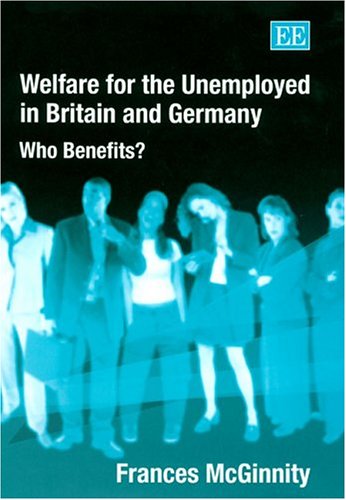 EE
Welfare for the Unemployed
in Britain and Germany
Who Benefits?
Frances McGinnity